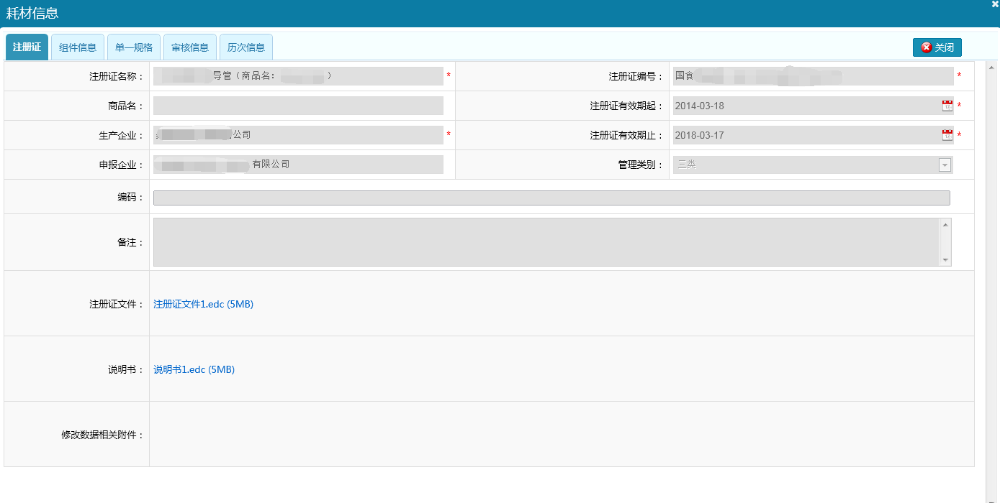 耗材信息
注册证 组件信息 单一规格 审核信息 历次信息 关闭
注册证名称： 导管（商品名： ） * 注册证编号： 国食 *
商品名： 注册证有效期起： 2014-03-18 *
生产企业： 公司 * 注册证有效期止： 2018-03-17 *
申报企业： 有限公司 管理类别： 三类
编码：
备注：
注册证文件： 注册证文件1.edc (5MB)
说明书： 说明书1.edc (5MB)
修改数据相关附件：